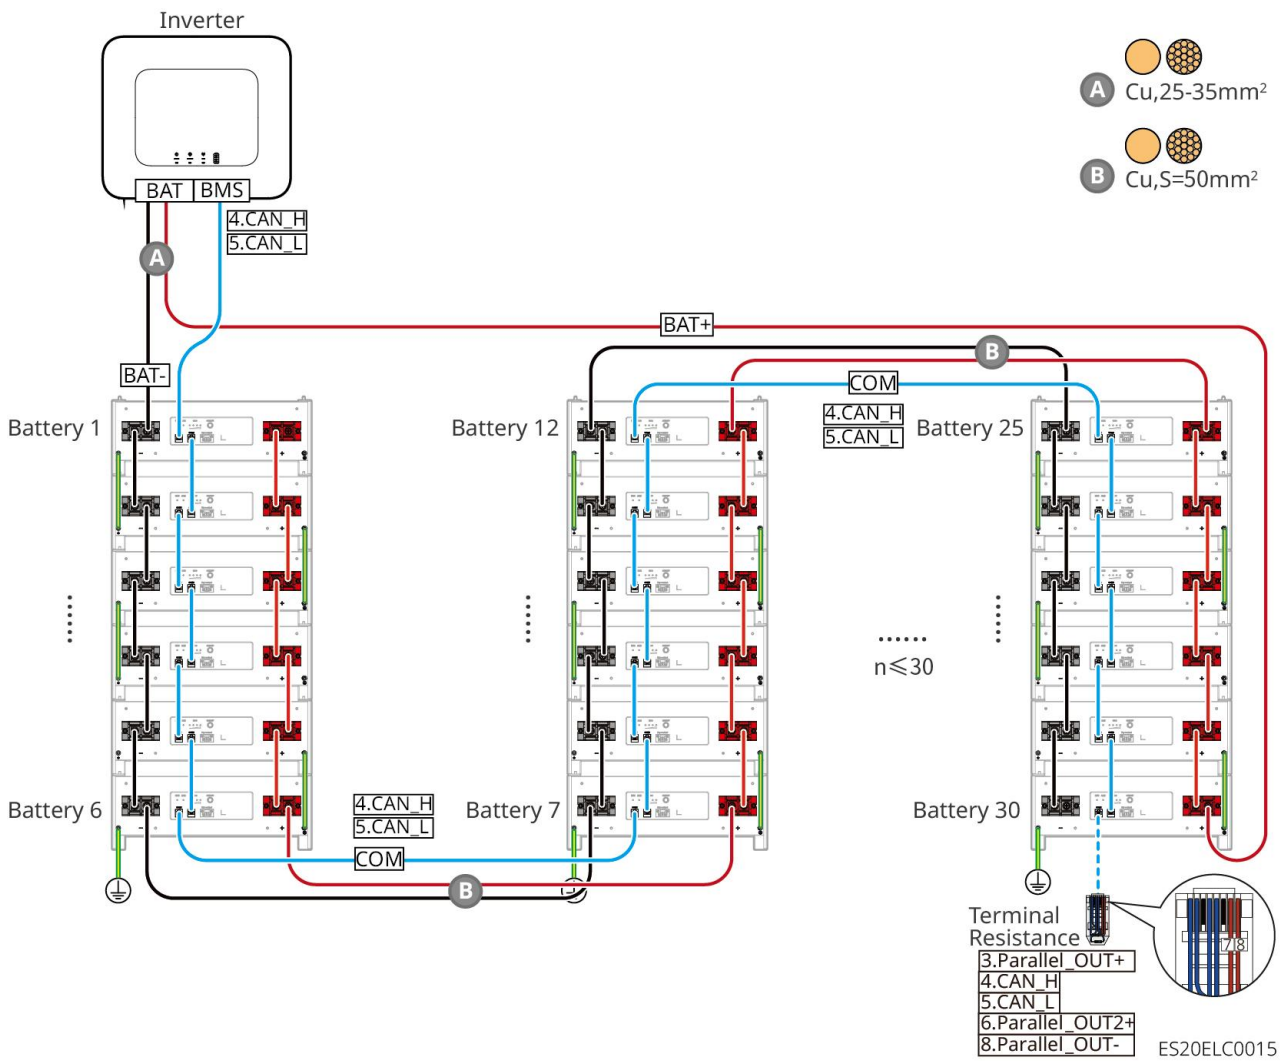 Inverter
BAT BMS
4.CAN_H
5.CAN_L
A
Cu,25-35mm²
B
Cu,S=50mm²
A
BAT+
B
BAT-
COM
4.CAN_H
5.CAN_L
Battery 1
Battery 12
Battery 25
n≤30
Battery 6
4.CAN_H
5.CAN_L
COM
Battery 7
Battery 30
B
Terminal
Resistance
7 8
3.Parallel_OUT+
4.CAN_H
5.CAN_L
6.Parallel_OUT2+
8.Parallel_OUT-
ES20ELC0015